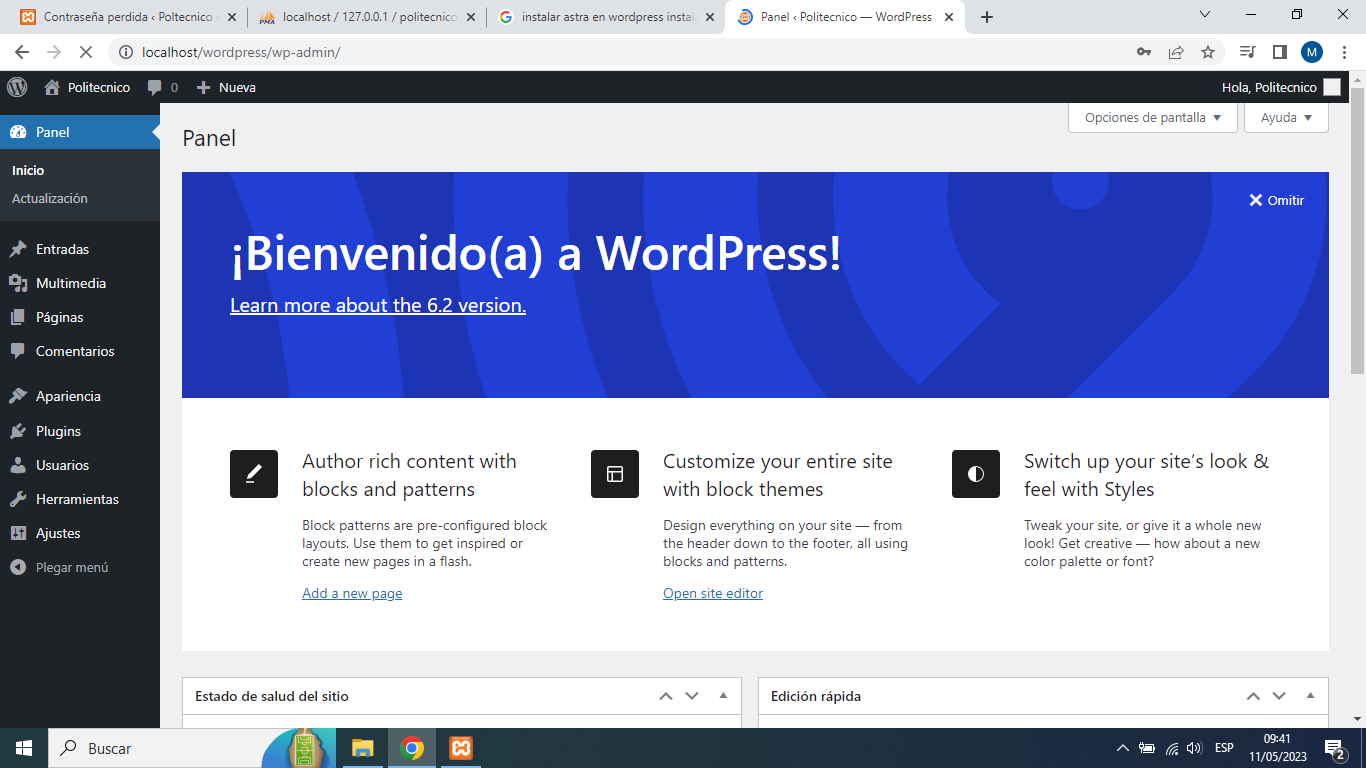 Contraseña perdida ‹ Poltecnico -
localhost / 127.0.0.1 / politecnico
instalar astra en wordpress instala
Panel ‹ Politecnico — WordPress
localhost/wordpress/wp-admin/
M
Politecnico
0
Nueva
Hola, Politecnico
Panel
Inicio
Actualización
Entradas
Multimedia
Páginas
Comentarios
Apariencia
Plugins
Usuarios
Herramientas
Ajustes
Plegar menú
Opciones de pantalla
Ayuda
Panel
Omitir
¡Bienvenido(a) a WordPress!
Learn more about the 6.2 version.
Author rich content with
blocks and patterns
Block patterns are pre-configured block
layouts. Use them to get inspired or
create new pages in a flash.
Add a new page
Customize your entire site
with block themes
Design everything on your site — from
the header down to the footer, all using
blocks and patterns.
Open site editor
Switch up your site’s look &
feel with Styles
Tweak your site, or give it a whole new
look! Get creative — how about a new
color palette or font?
Estado de salud del sitio
Edición rápida
Buscar
ESP
09:41
11/05/2023
2